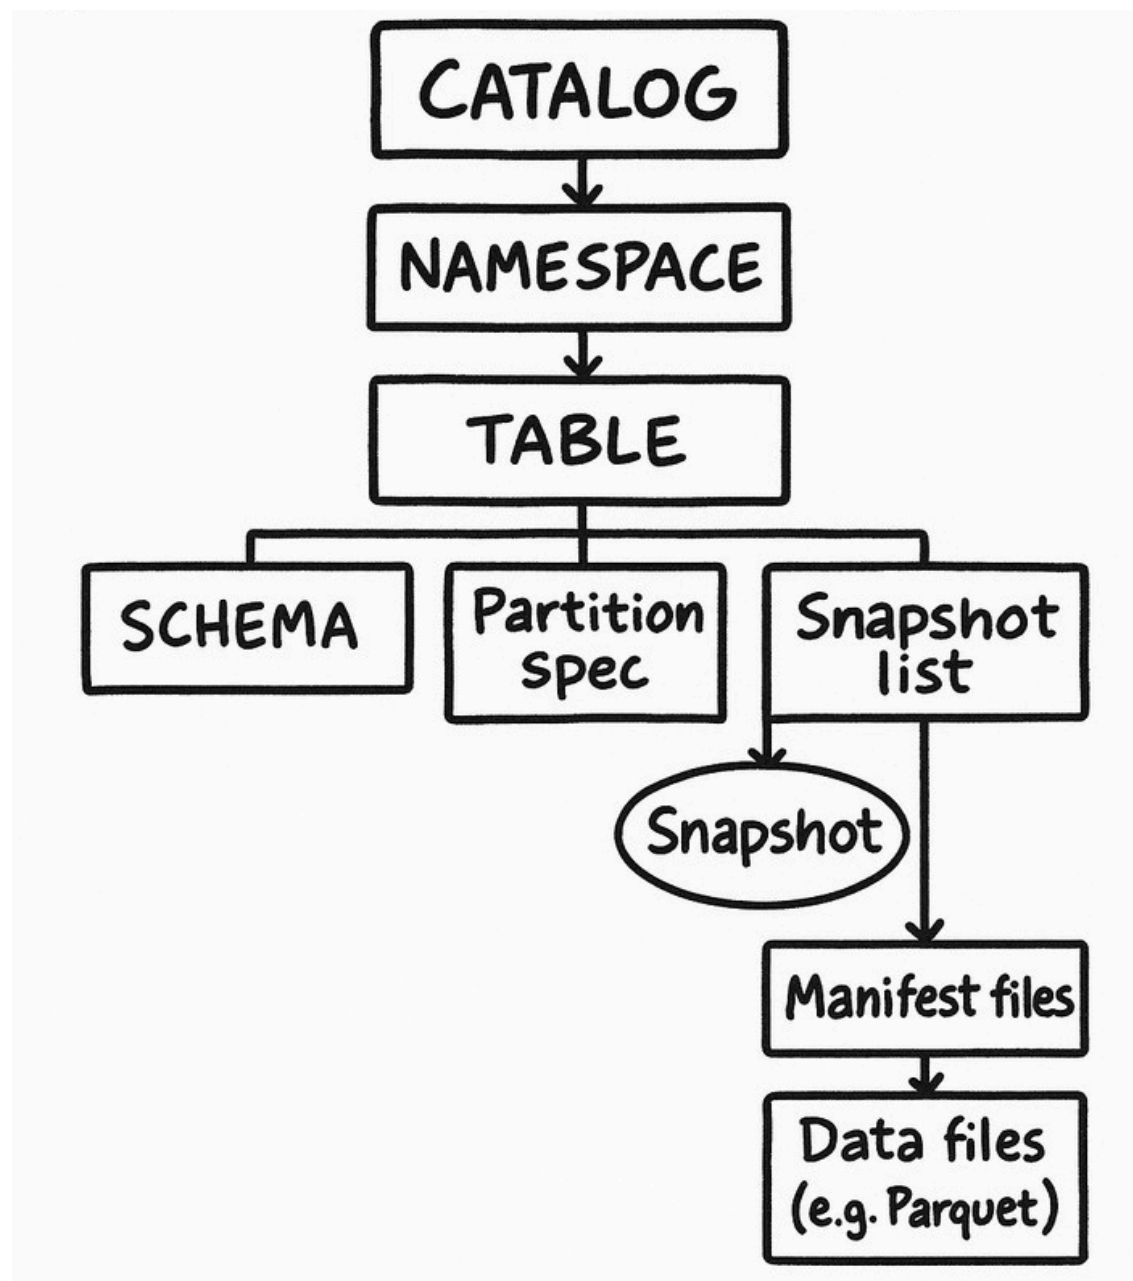 CATALOG
NAMESPACE
TABLE
SCHEMA
Partition
spec
Snapshot
list
Snapshot
Manifest files
Data files
(e.g. Parquet)